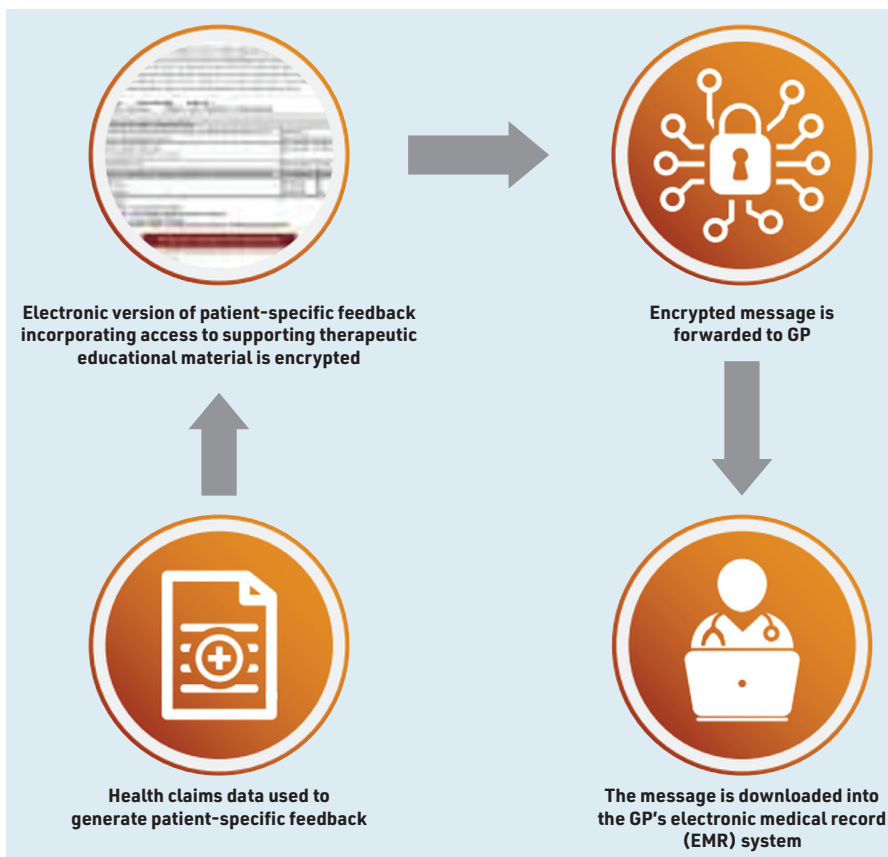 Electronic version of patient-specific feedback
incorporating access to supporting therapeutic
educational material is encrypted
Encrypted message is
forwarded to GP
Health claims data used to
generate patient-specific feedback
The message is downloaded into
the GP's electronic medical record
(EMR) system